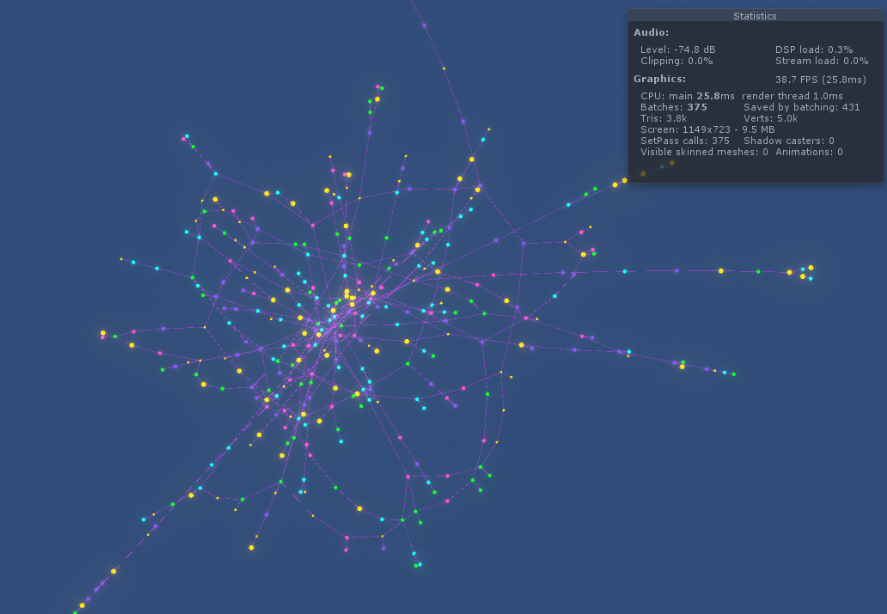 Statistics
Audio:
Level: -74.8 dB DSP load: 0.3%
Clipping: 0.0% Stream load: 0.0%
Graphics: 38.7 FPS (25.8ms)
CPU: main 25.8ms render thread 1.0ms
Batches: 375 Saved by batching: 431
Tris: 3.8k Verts: 5.0k
Screen: 1149x723 - 9.5 MB
SetPass calls: 375 Shadow casters: 0
Visible skinned meshes: 0 Animations: 0